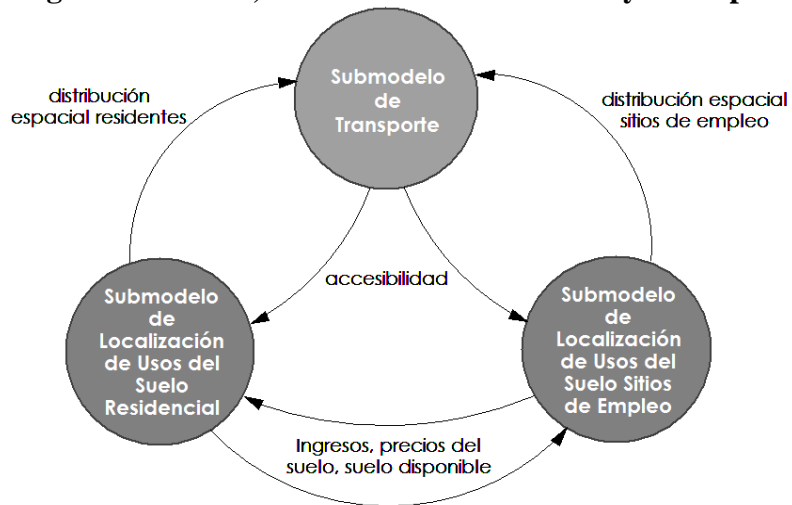 Submodelo
de
Transporte
distribución
espacial residentes
distribución espacial
sitios de empleo
accesibilidad
Submodelo
de
Localización
de Usos del
Suelo
Residencial
Submodelo
de
Localización
de Usos del
Suelo Sitios
de Empleo
Ingresos, precios del
suelo, suelo disponible